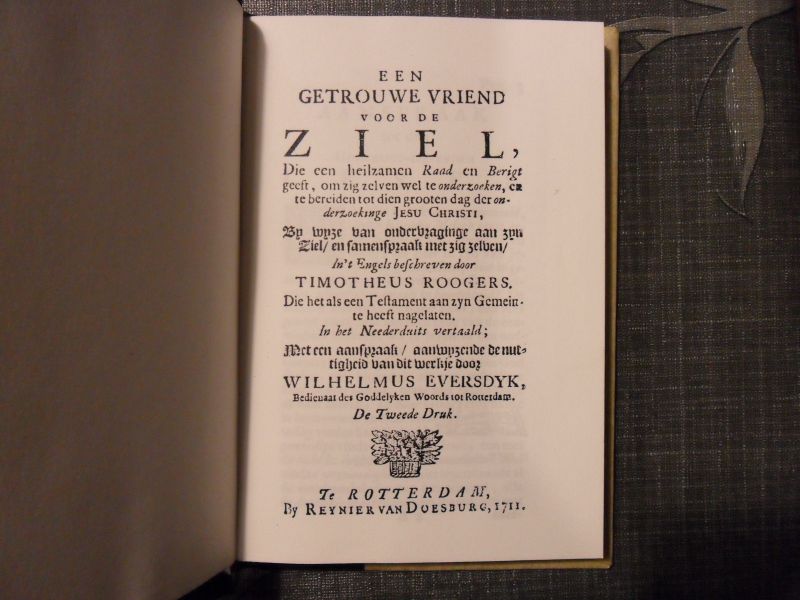 EEN
GETROUWE VRIEND
VOOR DE
ZIEL,
Die een heilzamen Raad en Berigt
geeft, om zig zelven wel te onderzoeken, en
te bereiden tot dien grooten dag der on-
derzoekinge JESU CHRISTI,
By wyze van ondervraginge aan zyn
Ziel/ en samenspraak met zig zelven/
In't Engels beſchreven door
TIMOTHEUS ROOGERS.
Die het als een Teſtament aan zyn Gemein-
te heeft nagelaten.
In het Neederduits vertaald;
Met een aanspraak/ aanwyzende de nut-
tigheid van dit werkje door
WILHELMUS EVERSDYK,
Bedienaar des Goddelyken Woords tot Rotterdam.
De Tweede Druk.
Te ROTTERDAM,
By REYNIER VAN DOESBURG, 1711.